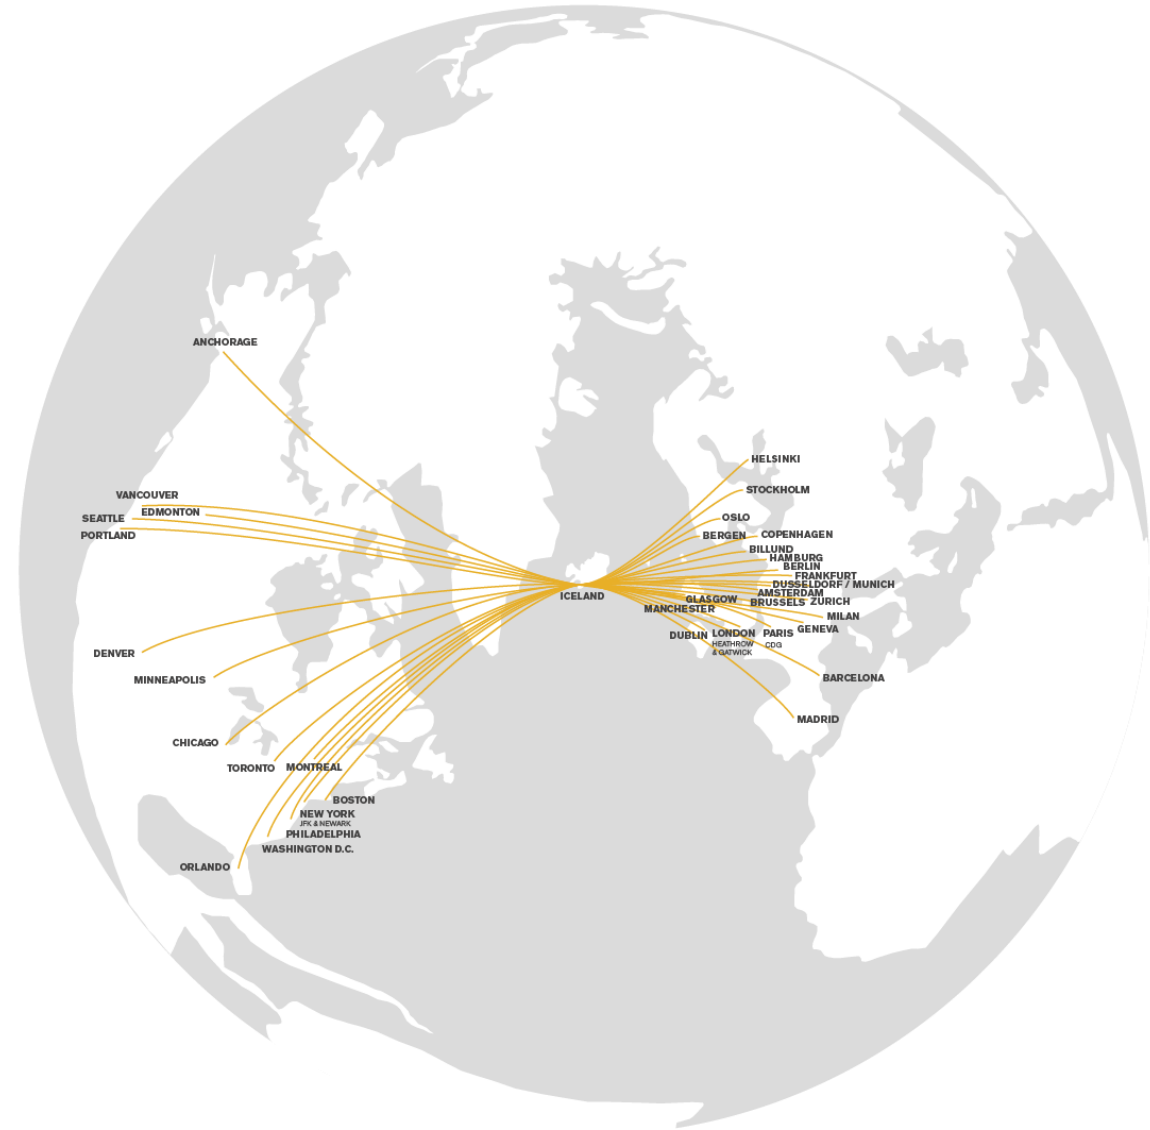 ANCHORAGE
HELSINKI
STOCKHOLM
VANCOUVER
EDMONTON
SEATTLE
OSLO
PORTLAND
BERGEN
COPENHAGEN
BILLUND
HAMBURG
BERLIN
FRANKFURT
DUSSELDORF / MUNICH
AMSTERDAM
ICELAND
GLASGOW
BRUSSELS
ZURICH
MANCHESTER
MILAN
GENEVA
DUBLIN
LONDON
HEATHROW
& GATWICK
PARIS
CDG
DENVER
MINNEAPOLIS
BARCELONA
MADRID
CHICAGO
TORONTO
MONTREAL
BOSTON
NEW YORK
JFK & NEWARK
PHILADELPHIA
WASHINGTON D.C.
ORLANDO